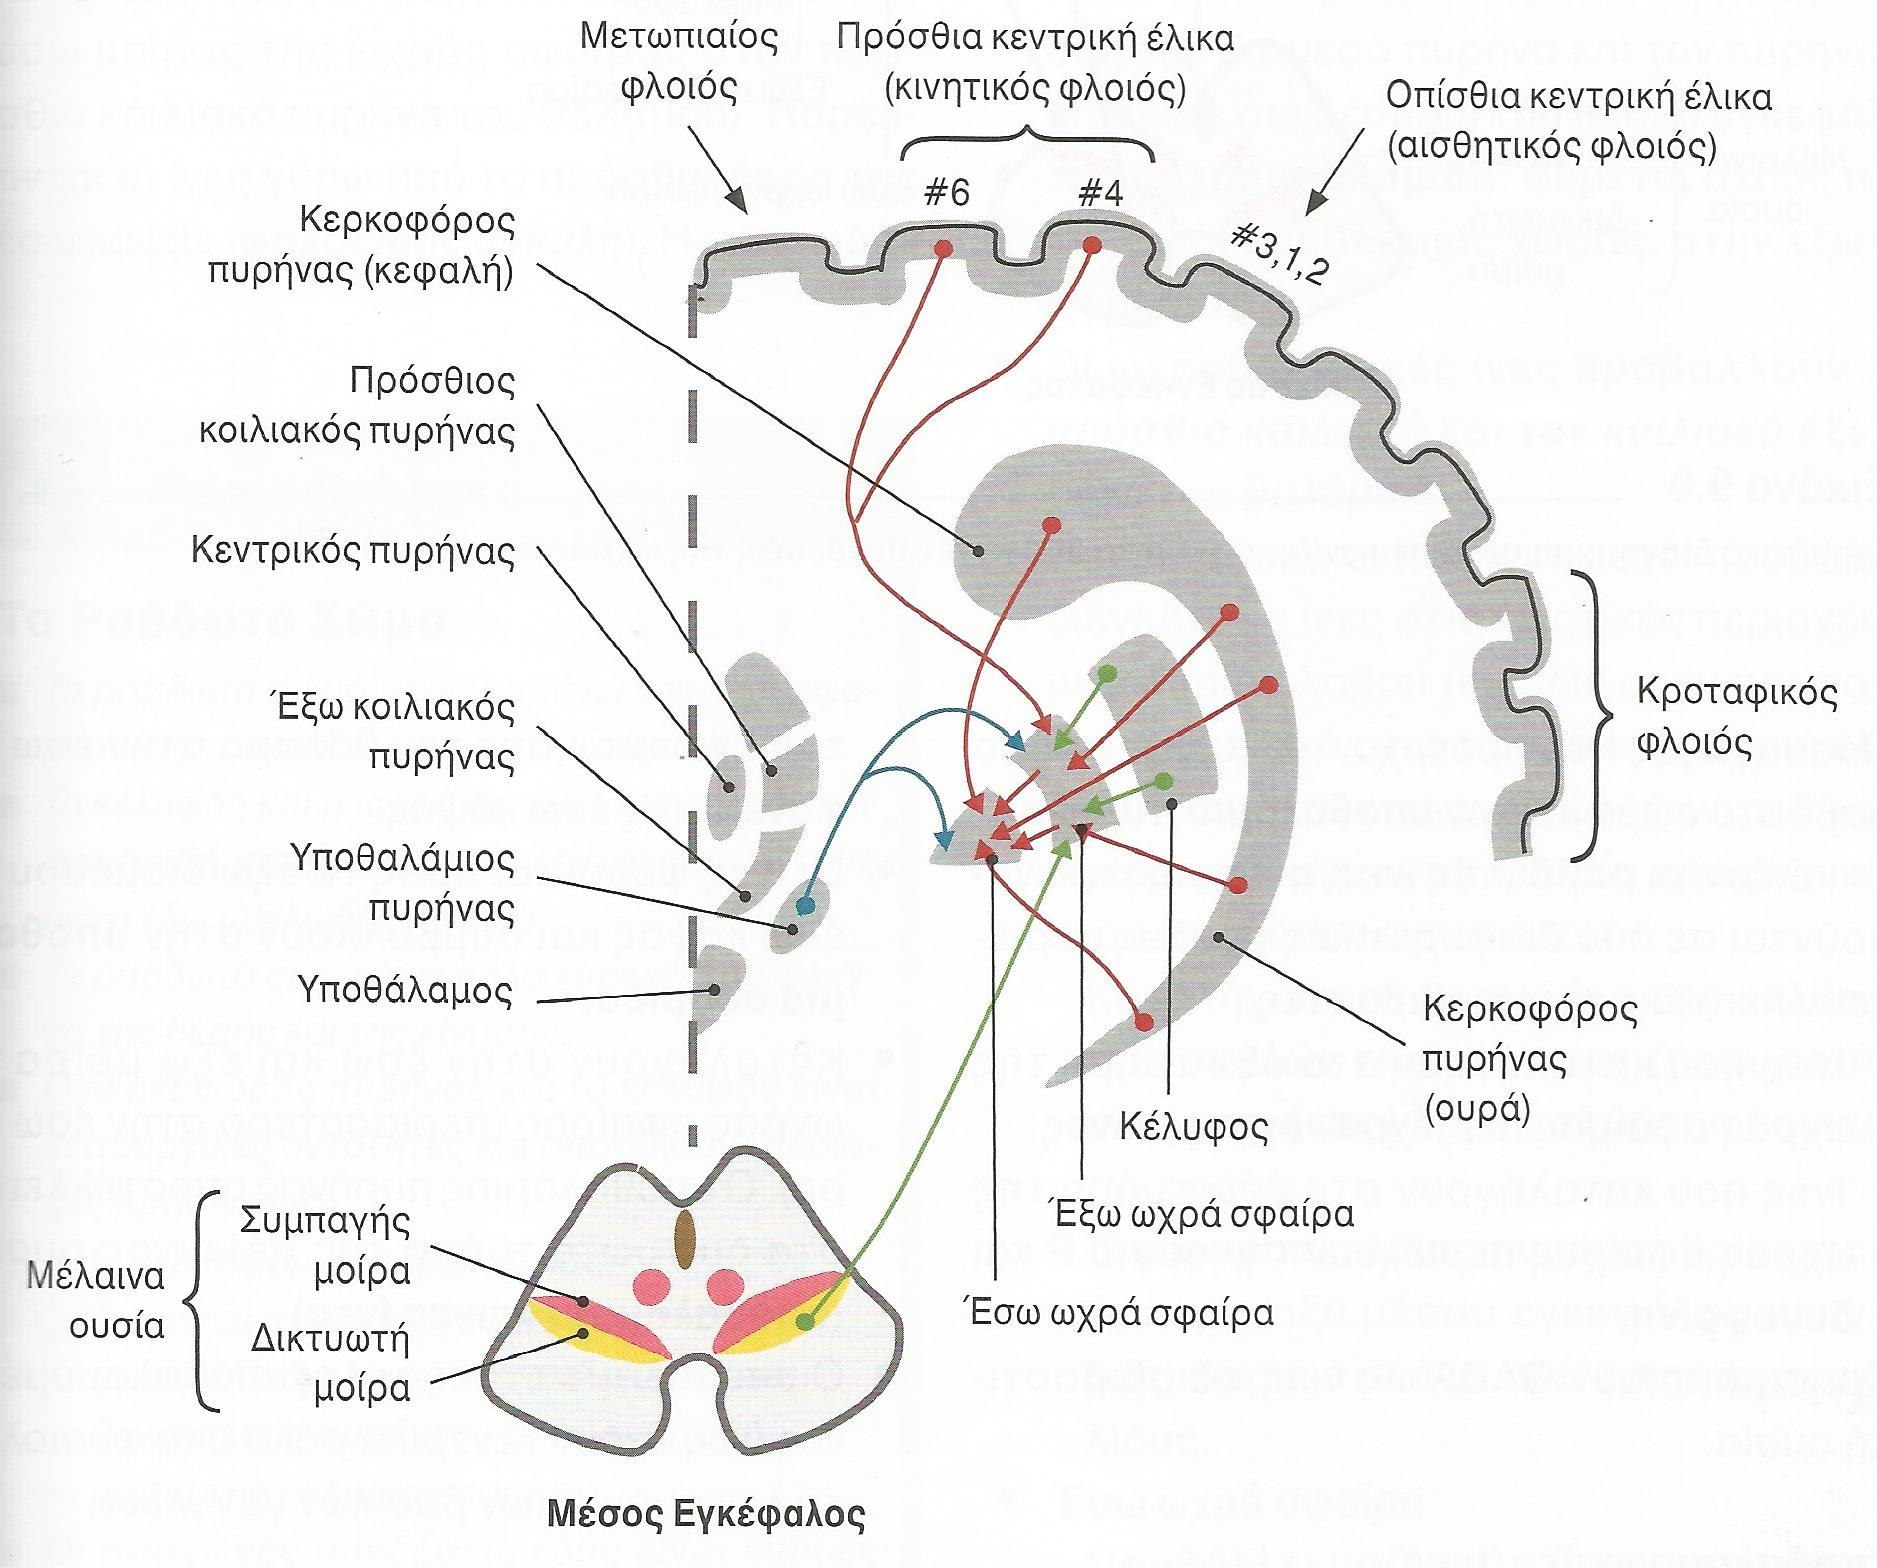 Μετωπιαίος
φλοιός
Πρόσθια κεντρική έλικα
(κινητικός φλοιός)
Οπίσθια κεντρική έλικα
(αισθητικός φλοιός)
#6
#4
#3,1,2
Κερκοφόρος
πυρήνας (κεφαλή)
Πρόσθιος
κοιλιακός πυρήνας
Κεντρικός πυρήνας
Έξω κοιλιακός
πυρήνας
Υποθαλάμιος
πυρήνας
Υποθάλαμος
Κροταφικός
φλοιός
Κερκοφόρος
πυρήνας
(ουρά)
Κέλυφος
Έξω ωχρά σφαίρα
Έσω ωχρά σφαίρα
Μέλαινα
ουσία
Συμπαγής
μοίρα
Δικτυωτή
μοίρα
Μέσος Εγκέφαλος